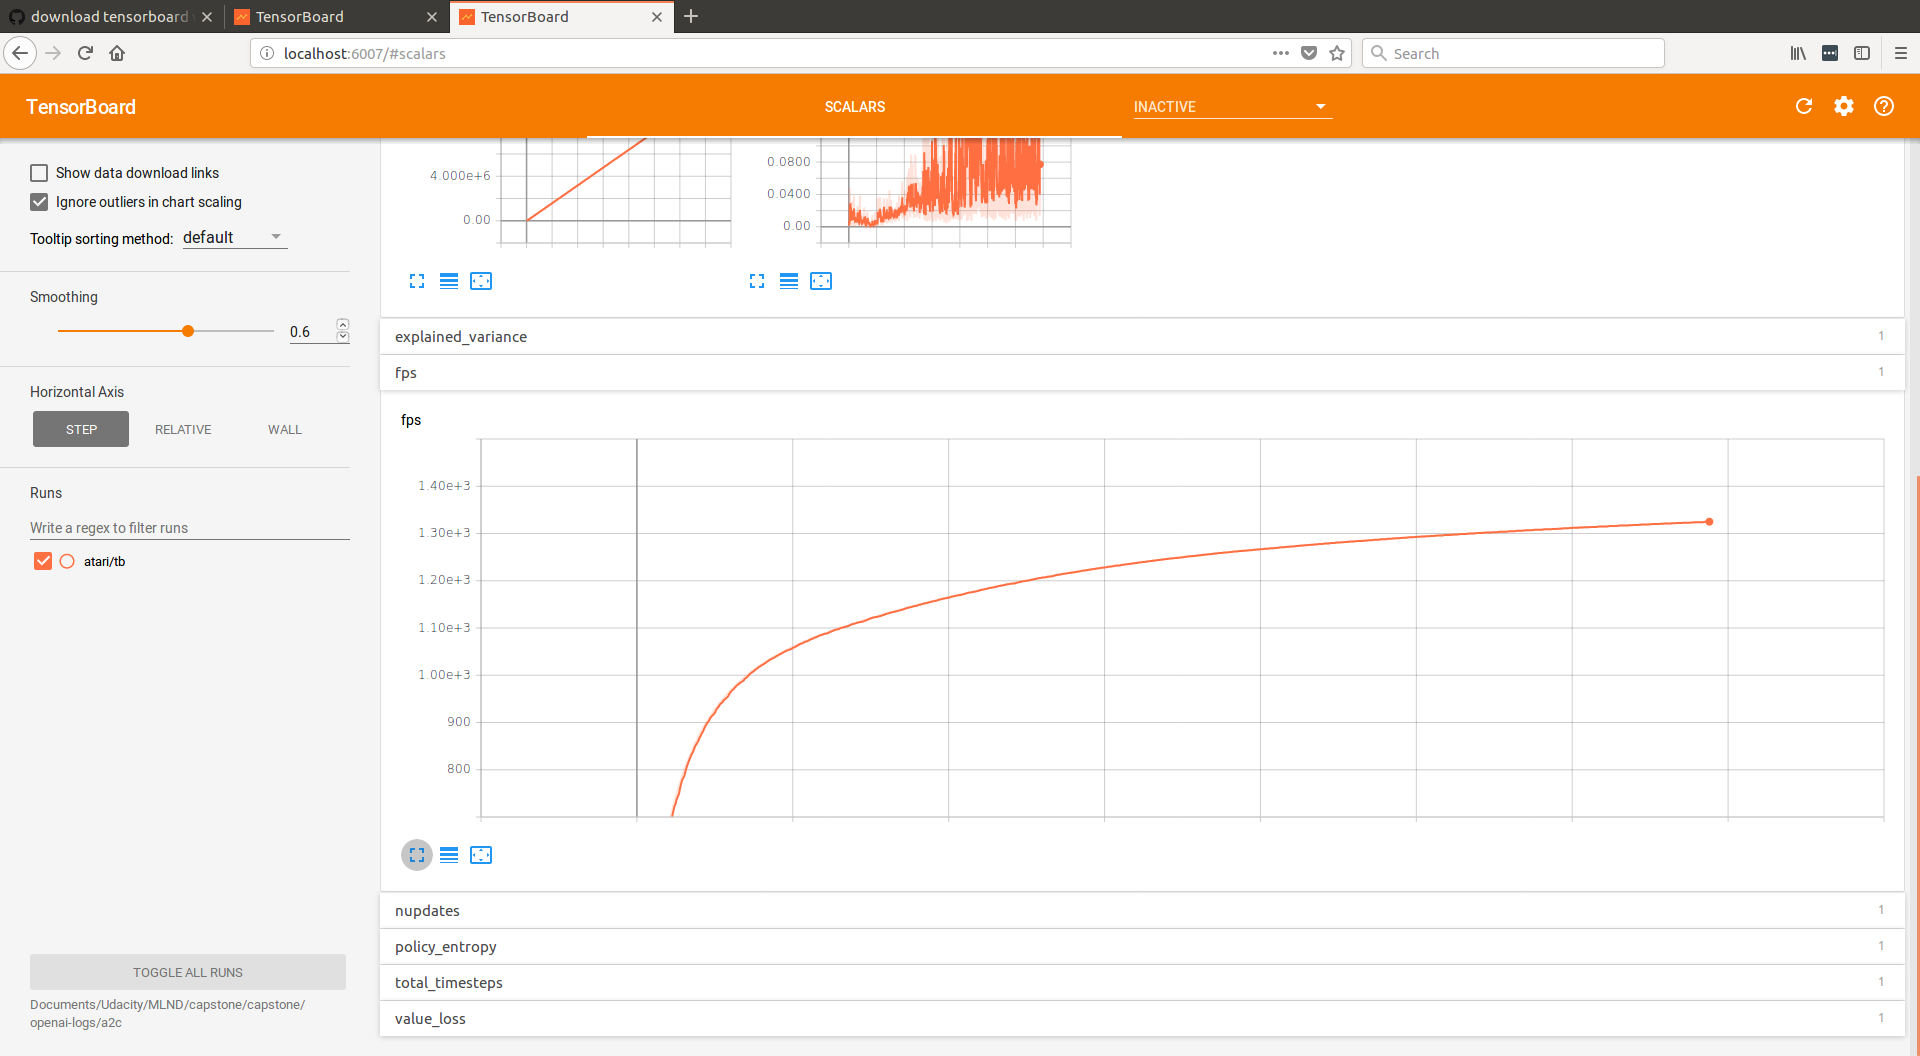 download tensorboard
TensorBoard
TensorBoard
localhost:6007/#scalars
Search
TensorBoard
SCALARS
INACTIVE
Show data download links
Ignore outliers in chart scaling
Tooltip sorting method: default
Smoothing
0.6
Horizontal Axis
STEP RELATIVE WALL
Runs
Write a regex to filter runs
atari/tb
TOGGLE ALL RUNS
Documents/Udacity/MLND/capstone/capstone/
openai-logs/a2c
4.000e+6
0.00
0.0800
0.0400
0.00
explained_variance 1
fps 1
fps
1.40e+3
1.30e+3
1.20e+3
1.10e+3
1.00e+3
900
800
nupdates 1
policy_entropy 1
total_timesteps 1
value_loss 1